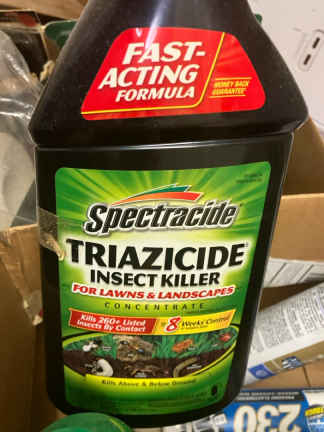 FAST-
ACTING
FORMULA
MONEY BACK
GUARANTEE
Spectracide
TRIAZICIDE
INSECT KILLER
FOR LAWNS & LANDSCAPES
CONCENTRATE
Kills 260+ Listed
Insects By Contact
8 Weeks Control
Kills Above & Below Ground
230